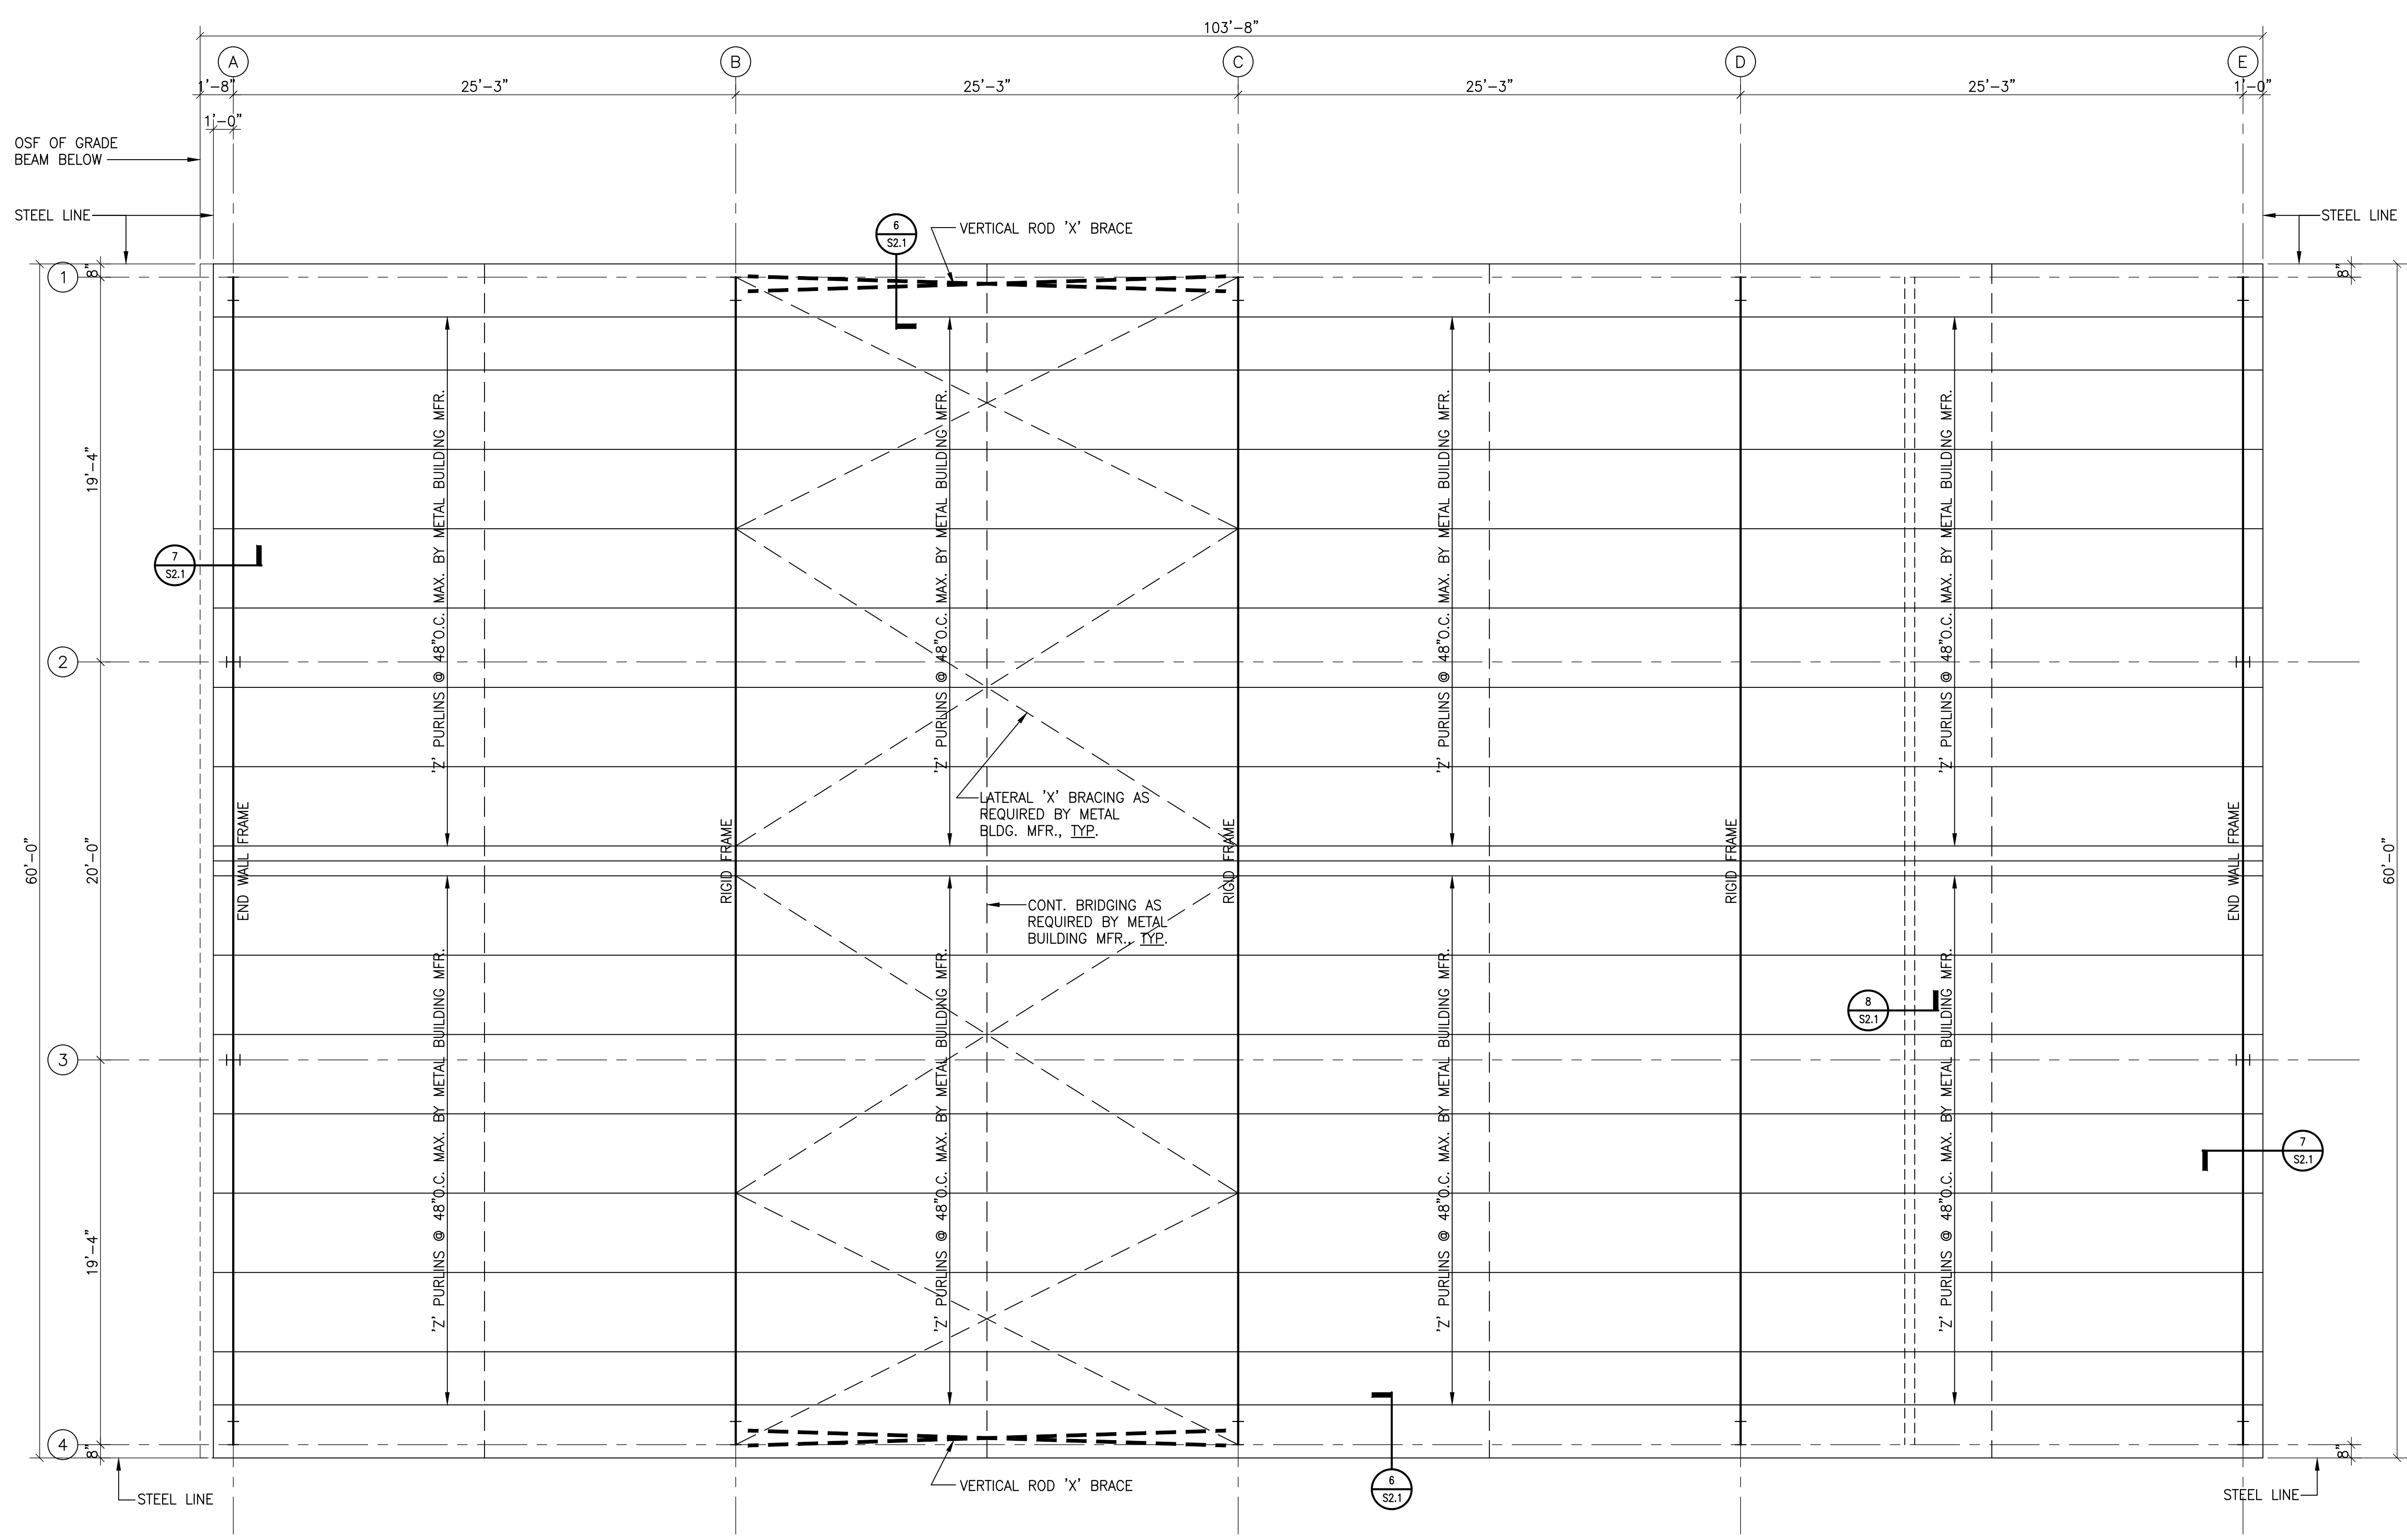 103'-8"
A
B
C
D
E
1'-8"
25'-3"
25'-3"
25'-3"
25'-3"
1'-0"
1'-0"
OSF OF GRADE
BEAM BELOW
STEEL LINE
STEEL LINE
6
S2.1
VERTICAL ROD 'X' BRACE
1
8"
8"
19'-4"
'Z' PURLINS @ 48"O.C. MAX. BY METAL BUILDING MFR.
'Z' PURLINS @ 48"O.C. MAX. BY METAL BUILDING MFR.
'Z' PURLINS @ 48"O.C. MAX. BY METAL BUILDING MFR.
'Z' PURLINS @ 48"O.C. MAX. BY METAL BUILDING MFR.
7
S2.1
2
LATERAL 'X' BRACING AS
REQUIRED BY METAL
BLDG. MFR., TYP.
60'-0"
20'-0"
END WALL FRAME
RIGID FRAME
RIGID FRAME
RIGID FRAME
END WALL FRAME
60'-0"
CONT. BRIDGING AS
REQUIRED BY METAL
BUILDING MFR., TYP.
8
S2.1
3
'Z' PURLINS @ 48"O.C. MAX. BY METAL BUILDING MFR.
'Z' PURLINS @ 48"O.C. MAX. BY METAL BUILDING MFR.
'Z' PURLINS @ 48"O.C. MAX. BY METAL BUILDING MFR.
'Z' PURLINS @ 48"O.C. MAX. BY METAL BUILDING MFR.
7
S2.1
19'-4"
4
8"
8"
VERTICAL ROD 'X' BRACE
6
S2.1
STEEL LINE
STEEL LINE